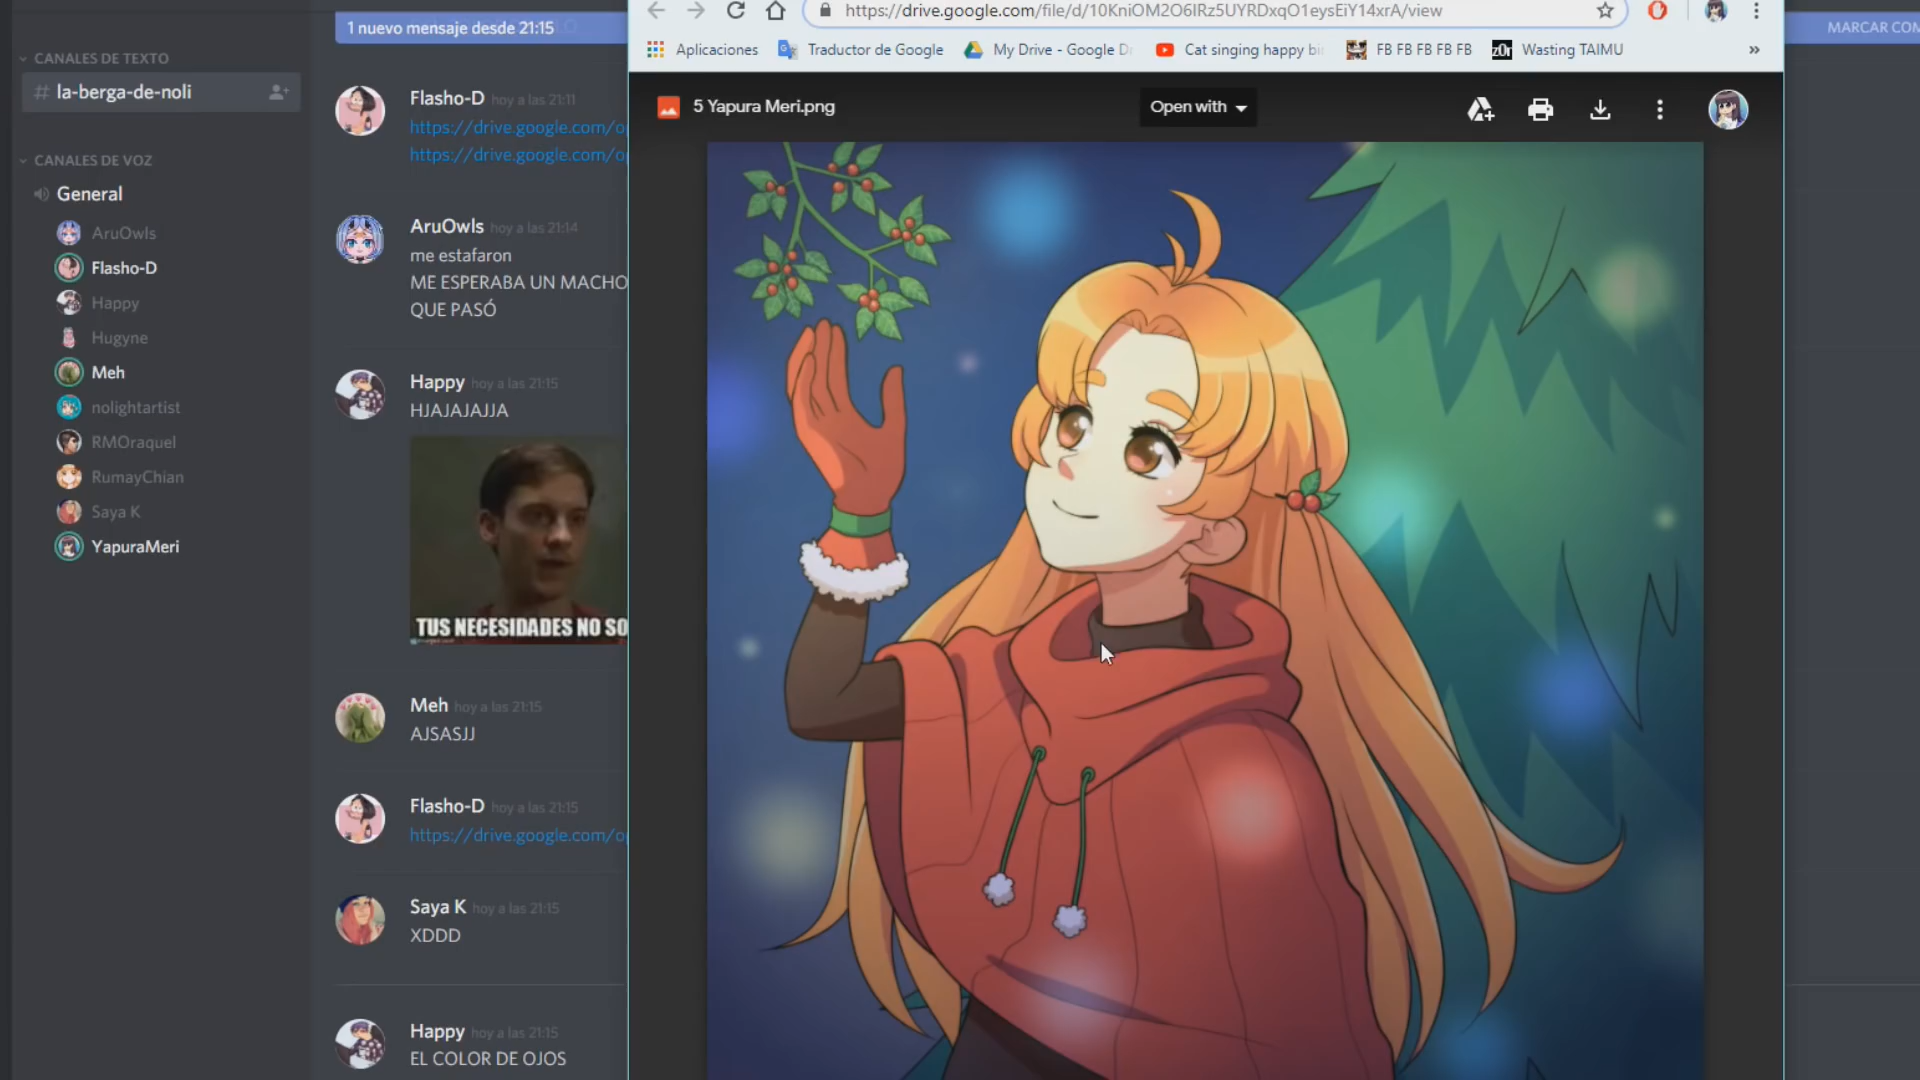 CANALES DE TEXTO
# la-berga-de-noli
CANALES DE VOZ
General
AruOwls
Flasho-D
Happy
Hugyne
Meh
nolightartist
RMOraquel
RumayChian
Saya K
YapuraMeri
1 nuevo mensaje desde 21:15
Flasho-D hoy a las 21:11
https://drive.google.com/o
https://drive.google.com/o
AruOwls hoy a las 21:14
me estafaron
ME ESPERABA UN MACHO
QUE PASÓ
Happy hoy a las 21:15
HJAJAJAJJA
TUS NECESIDADES NO SO
Meh hoy a las 21:15
AJSASJJ
Flasho-D hoy a las 21:15
https://drive.google.com/o
Saya K hoy a las 21:15
XDDD
Happy hoy a las 21:15
EL COLOR DE OJOS
https://drive.google.com/file/d/10KniOM2O6IRz5UYRDxqO1eysEiY14xrA/view
Aplicaciones Traductor de Google My Drive - Google D Cat singing happy bi FB FB FB FB FB z0r Wasting TAIMU »
5 Yapura Meri.png Open with
MARCAR COM